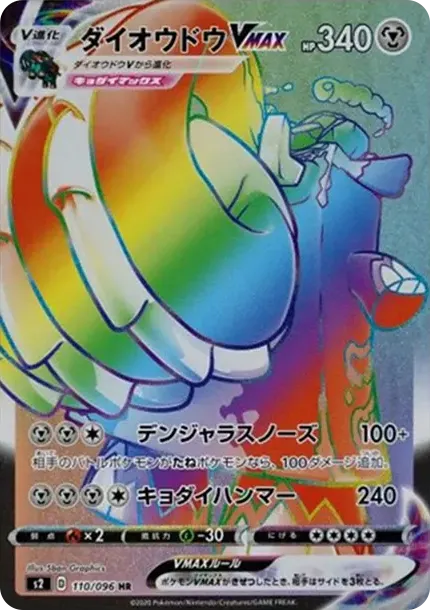 V進化 ダイオウドウVMAX HP340
ダイオウドウVから進化
キョダイマックス
デンジャラスノーズ 100+
相手のバトルポケモンがたねポケモンなら、100ダメージ追加。
キョダイハンマー 240
弱点 ×2 抵抗力 -30 にげる
Illus. 5ban Graphics
VMAXルール
s2 D 110/096 HR
ポケモンVMAXがきぜつしたとき、相手はサイドを3枚とる。
©2020 Pokémon/Nintendo/Creatures/GAME FREAK.